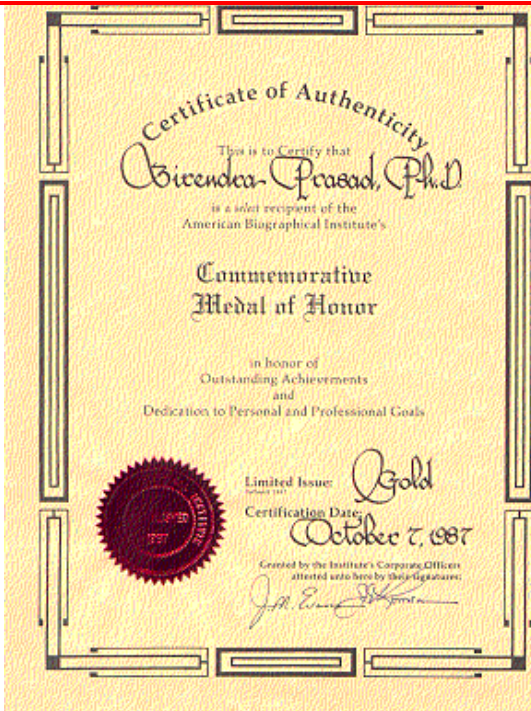 Certificate of Authenticity
This is to Certify that
Birendra Prasad, Ph.D.
is a select recipient of the
American Biographical Institute's
Commemorative
Medal of Honor
in honor of
Outstanding Achievements
and
Dedication to Personal and Professional Goals
Limited Issue: Gold
Certification Date:
October 7, 1987
Granted by the Institute's Corporate Officers
attested unto here by their signatures:
J.M. Evans